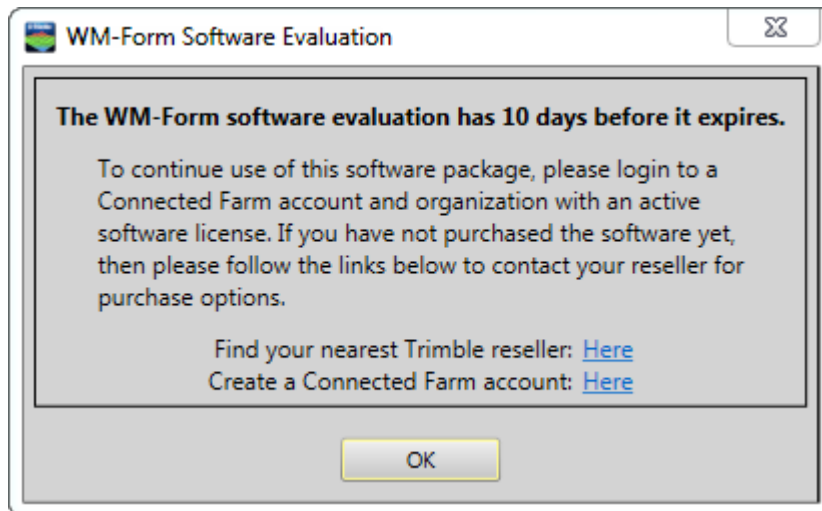 WM-Form Software Evaluation
The WM-Form software evaluation has 10 days before it expires.
To continue use of this software package, please login to a
Connected Farm account and organization with an active
software license. If you have not purchased the software yet,
then please follow the links below to contact your reseller for
purchase options.
Find your nearest Trimble reseller: Here
Create a Connected Farm account: Here
OK